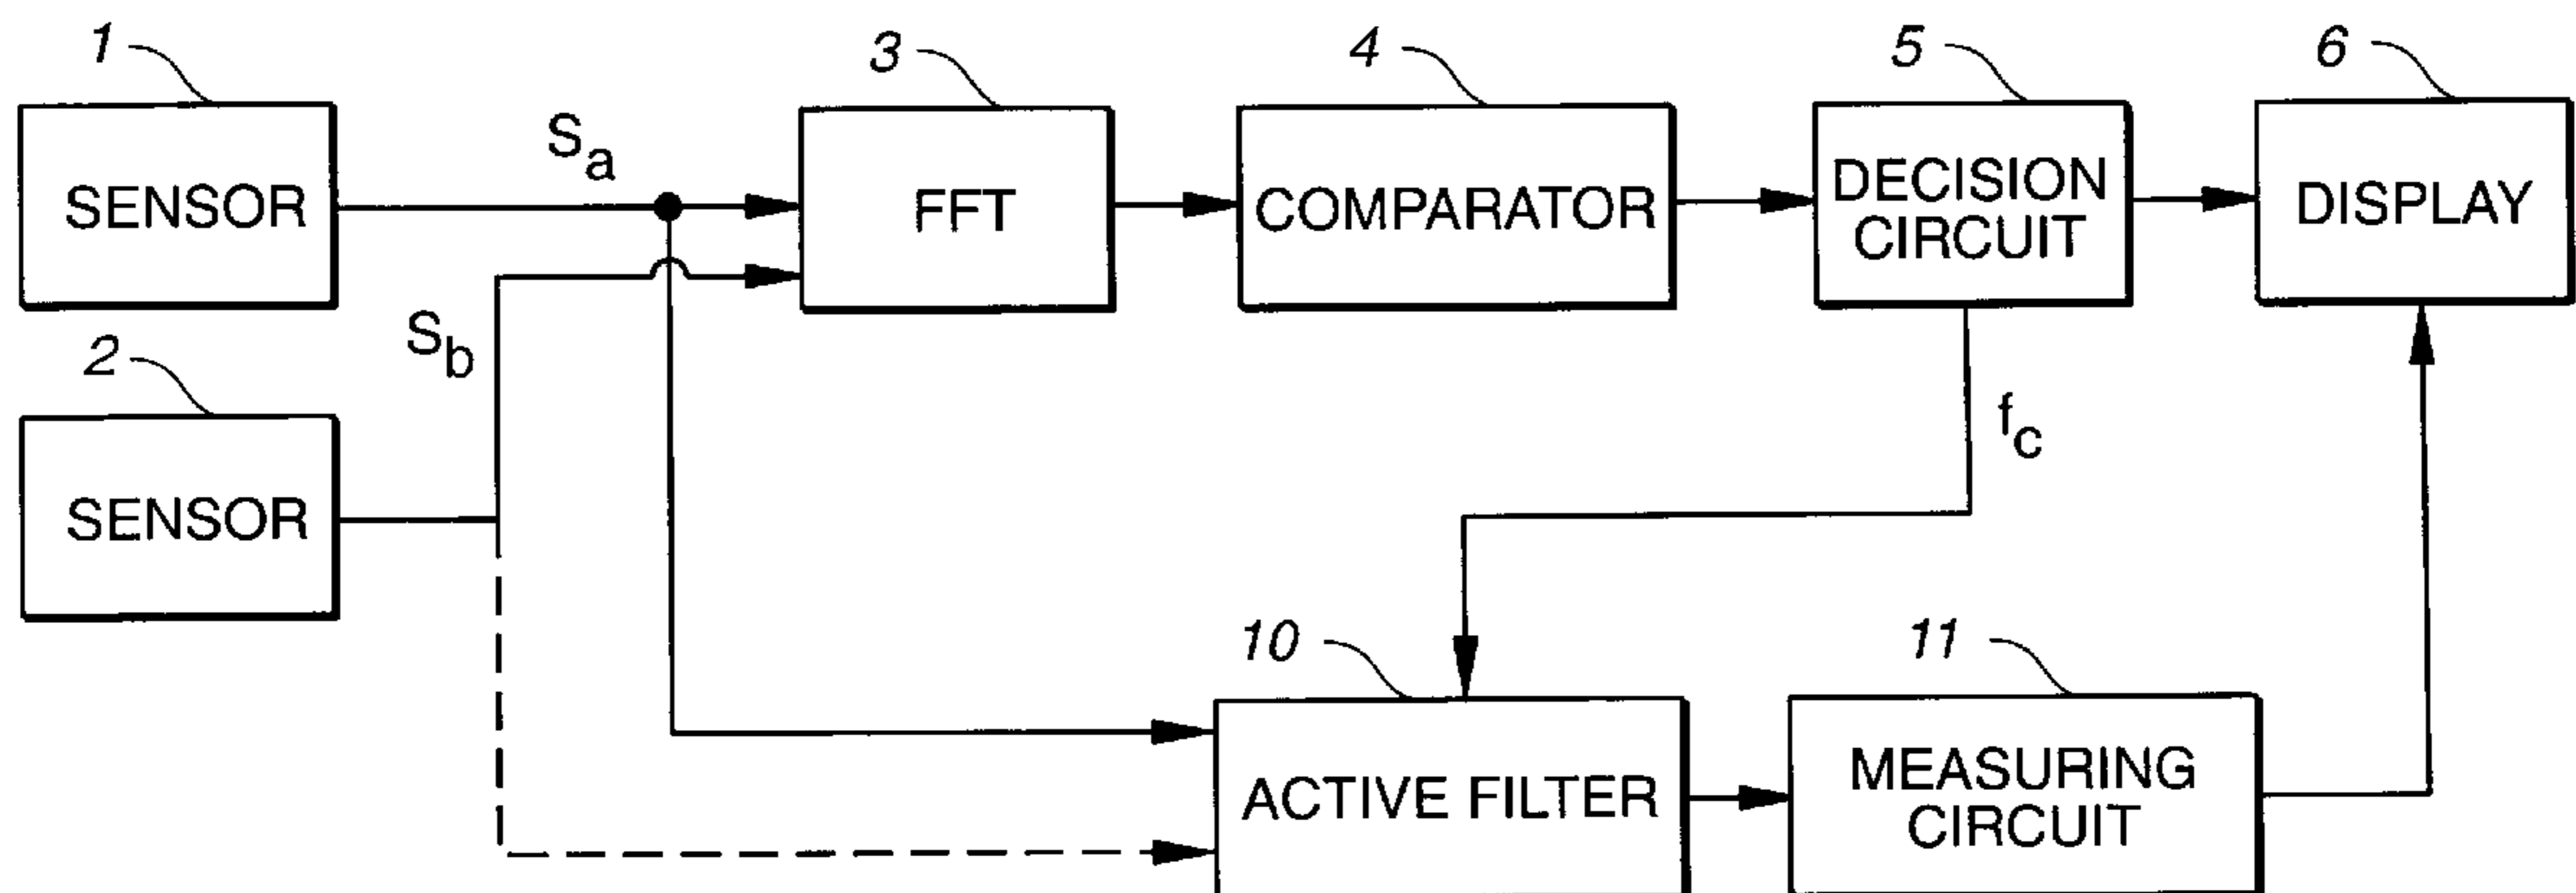 1
3
4
5
6
SENSOR
Sa
FFT
COMPARATOR
DECISION
CIRCUIT
DISPLAY
2
Sb
SENSOR
fc
10
11
ACTIVE FILTER
MEASURING
CIRCUIT